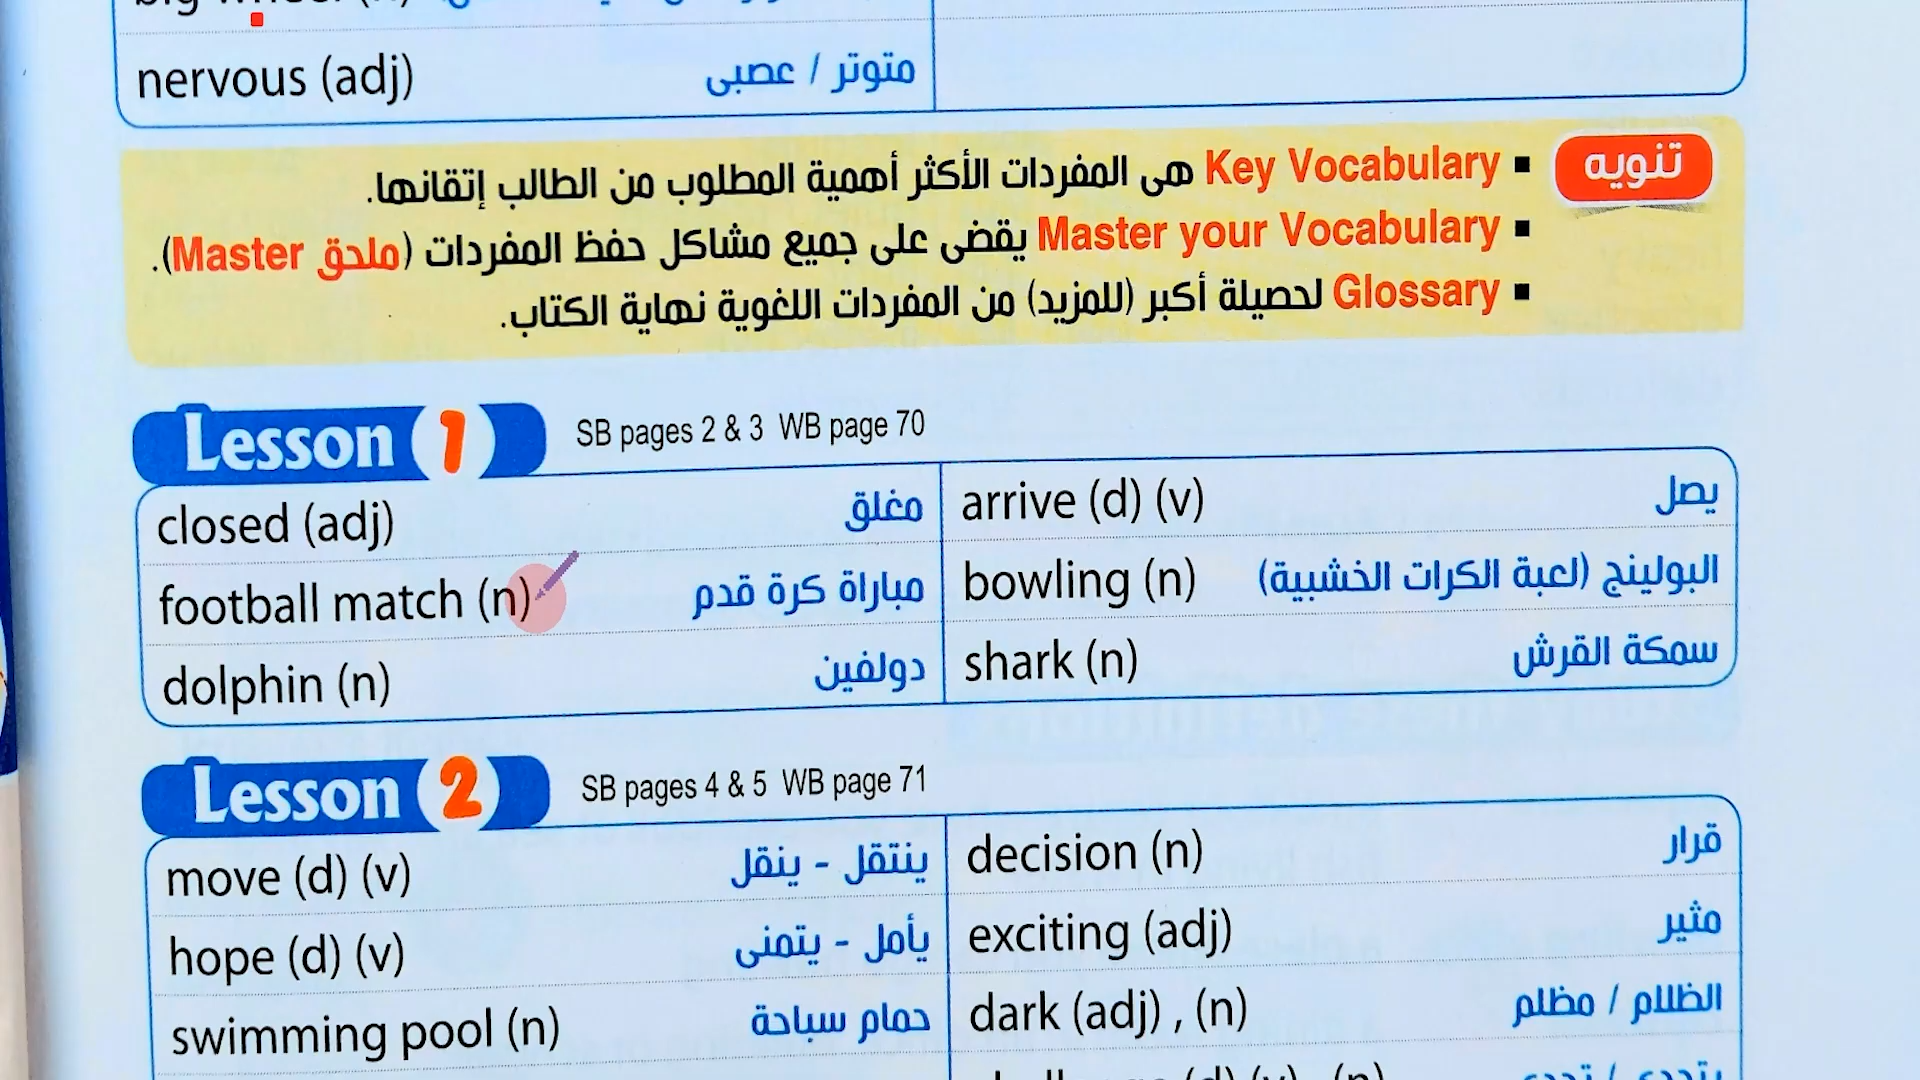 nervous (adj) متوتر / عصبى
تنويه
▪ Key Vocabulary هى المفردات الأكثر أهمية المطلوب من الطالب إتقانها.
▪ Master your Vocabulary يقضى على جميع مشاكل حفظ المفردات (ملحق Master).
▪ Glossary لحصيلة أكبر (للمزيد) من المفردات اللغوية نهاية الكتاب.
Lesson 1 SB pages 2 & 3 WB page 70
closed (adj) مغلق arrive (d) (v) يصل
football match (n) مباراة كرة قدم bowling (n) البولينج (لعبة الكرات الخشبية)
dolphin (n) دولفين shark (n) سمكة القرش
Lesson 2 SB pages 4 & 5 WB page 71
move (d) (v) ينتقل - ينقل decision (n) قرار
hope (d) (v) يأمل - يتمنى exciting (adj) مثير
swimming pool (n) حمام سباحة dark (adj) , (n) الظلام / مظلم